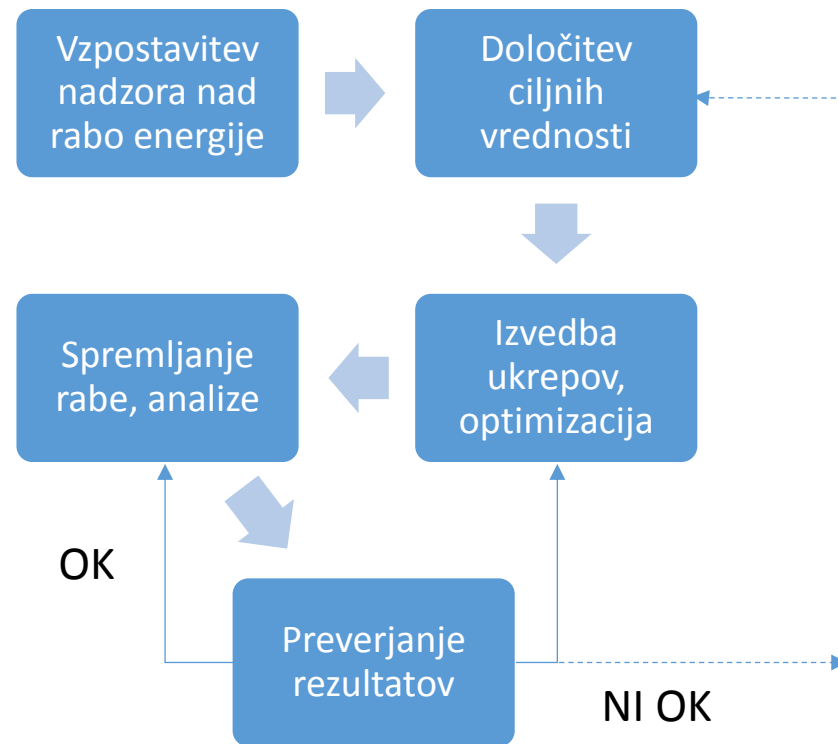 Vzpostavitev
nadzora nad
rabo energije
Določitev
ciljnih
vrednosti
Spremljanje
rabe, analize
Izvedba
ukrepov,
optimizacija
OK
Preverjanje
rezultatov
NI OK